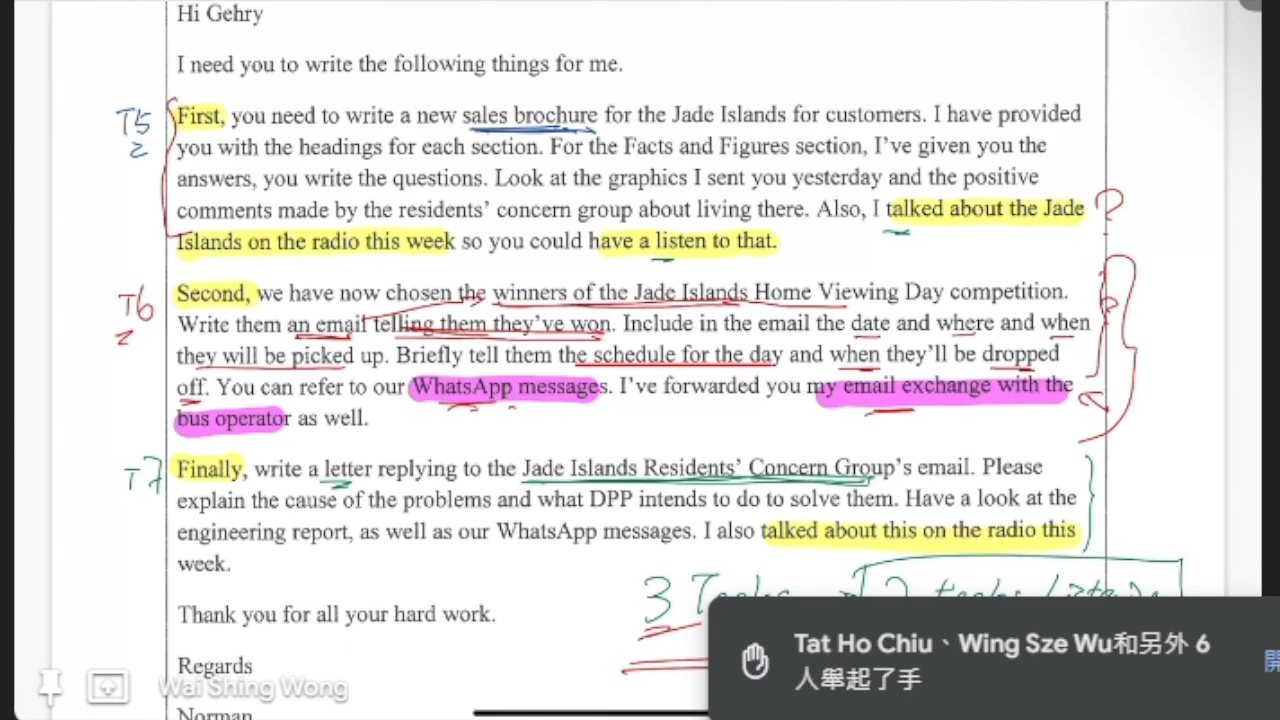 Hi Gehry
I need you to write the following things for me.
T5
First, you need to write a new sales brochure for the Jade Islands for customers. I have provided
2
you with the headings for each section. For the Facts and Figures section, I've given you the
answers, you write the questions. Look at the graphics I sent you yesterday and the positive
comments made by the residents' concern group about living there. Also, I talked about the Jade
?
Islands on the radio this week so you could have a listen to that.
T6
Second, we have now chosen the winners of the Jade Islands Home Viewing Day competition.
2
Write them an email telling them they've won. Include in the email the date and where and when
they will be picked up. Briefly tell them the schedule for the day and when they'll be dropped
off. You can refer to our WhatsApp messages. I've forwarded you my email exchange with the
bus operator as well.
T7
Finally, write a letter replying to the Jade Islands Residents' Concern Group's email. Please
explain the cause of the problems and what DPP intends to do to solve them. Have a look at the
engineering report, as well as our WhatsApp messages. I also talked about this on the radio this
week.
3
Thank you for all your hard work.
Regards
Norman
Wai Shing Wong
Tat Ho Chiu、Wing Sze Wu和另外 6
人舉起了手
開